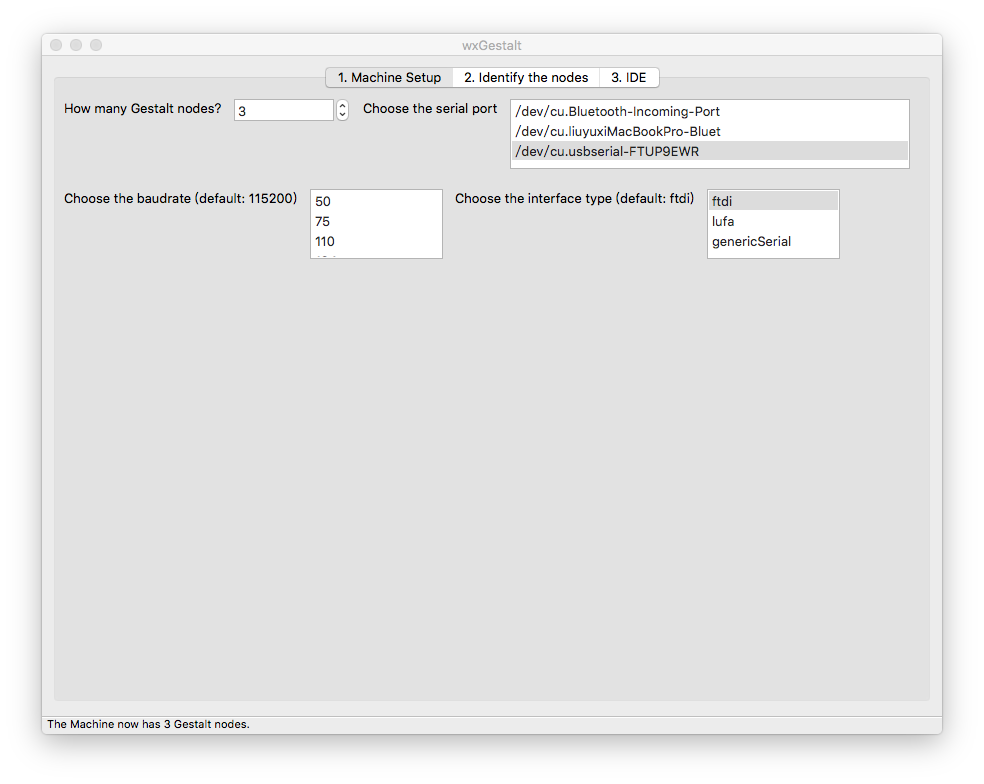 wxGestalt
1. Machine Setup
2. Identify the nodes
3. IDE
How many Gestalt nodes?
3
Choose the serial port
/dev/cu.Bluetooth-Incoming-Port
/dev/cu.liuyuxiMacBookPro-Bluet
/dev/cu.usbserial-FTUP9EWR
Choose the baudrate (default: 115200)
50
75
110
Choose the interface type (default: ftdi)
ftdi
lufa
genericSerial
The Machine now has 3 Gestalt nodes.